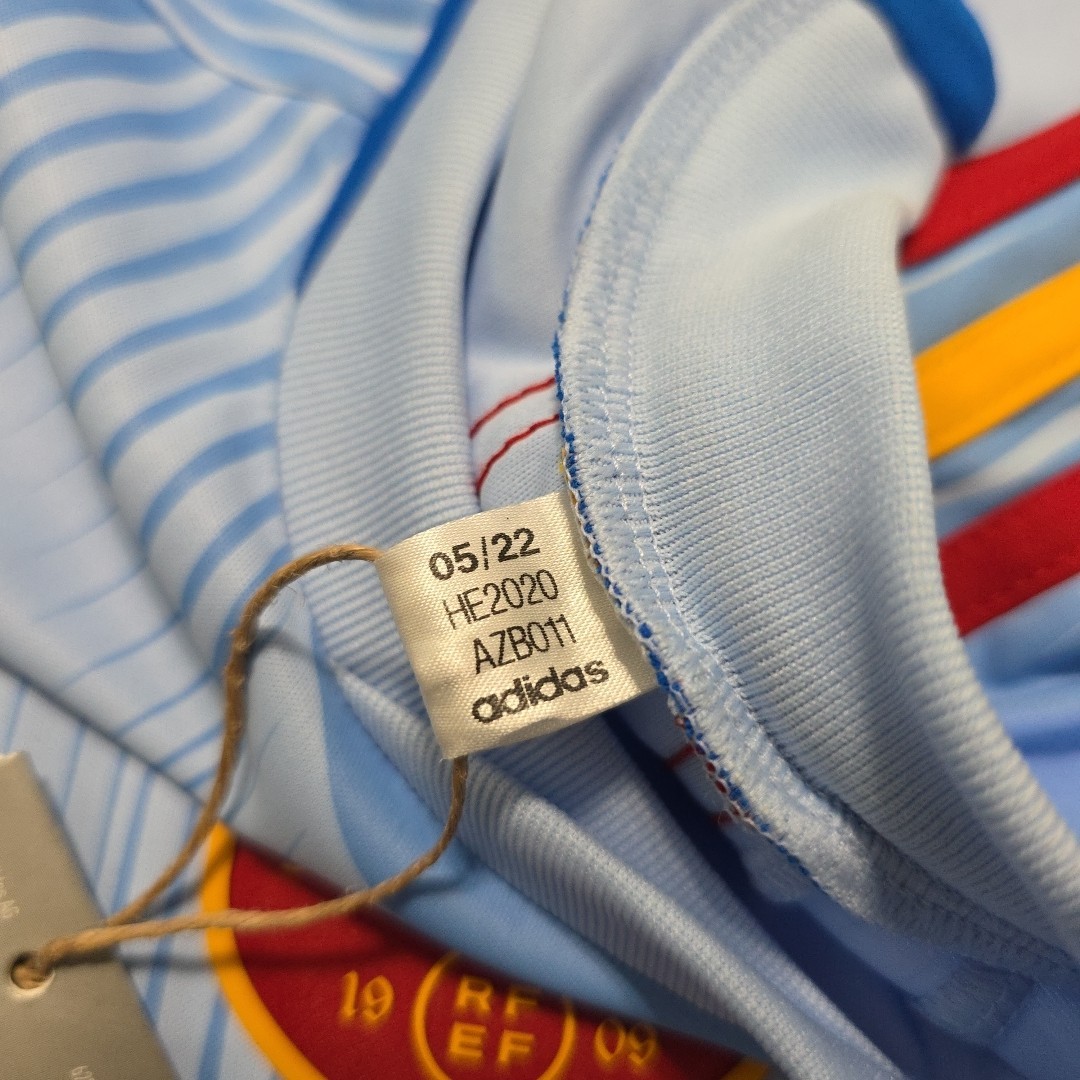 05/22
HE2020
AZB011
adidas
19 RF 09
EF